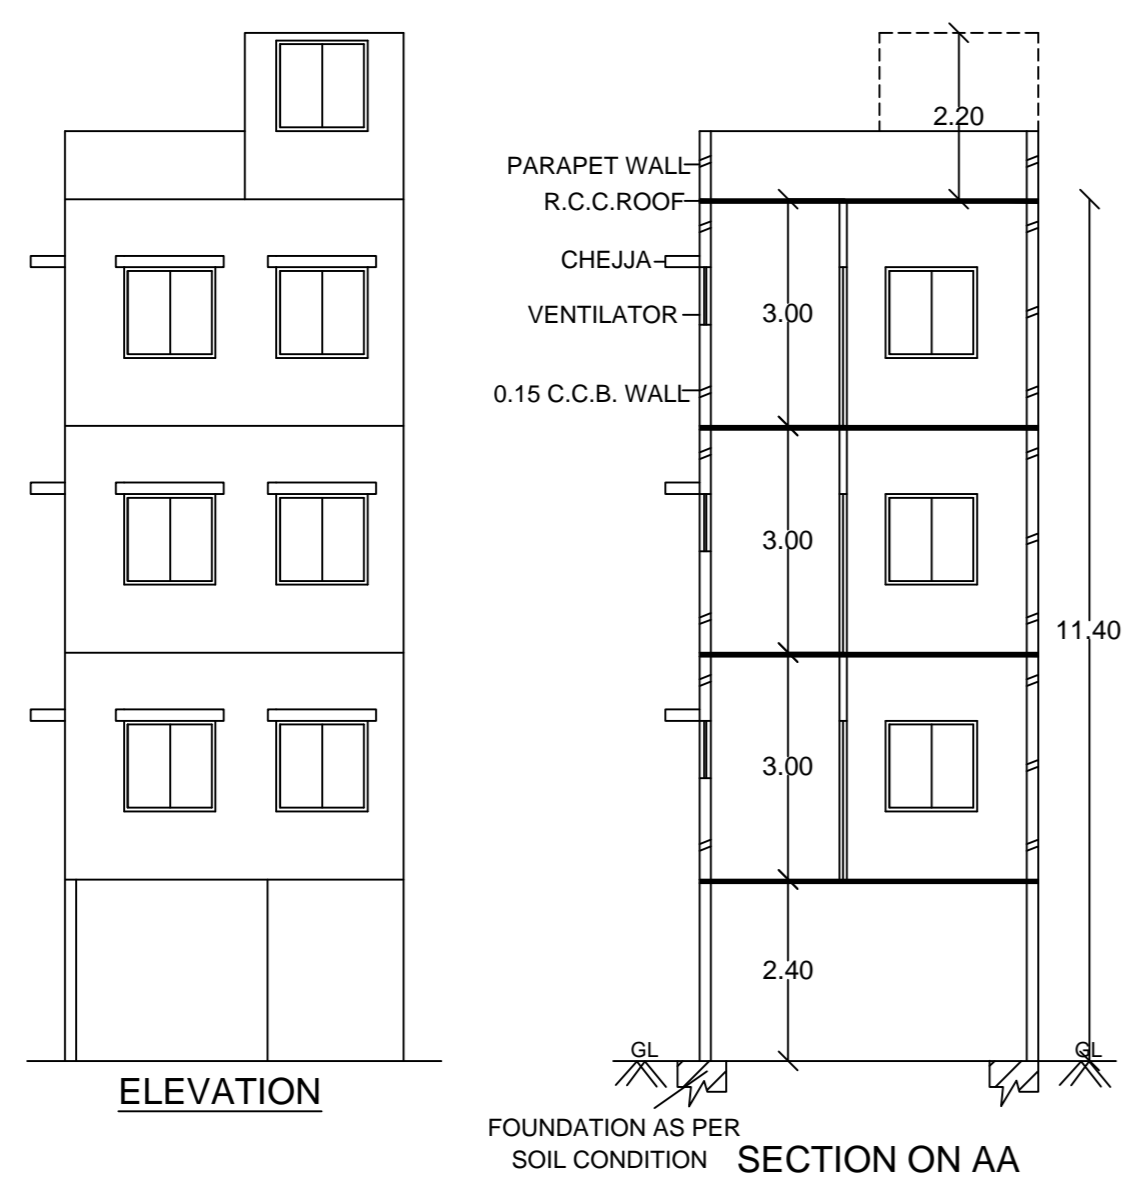 2.20
PARAPET WALL
R.C.C.ROOF
CHEJJA
VENTILATOR
3.00
0.15 C.C.B. WALL
3.00
11.40
3.00
2.40
GL
GL
ELEVATION
FOUNDATION AS PER
SOIL CONDITION
SECTION ON AA